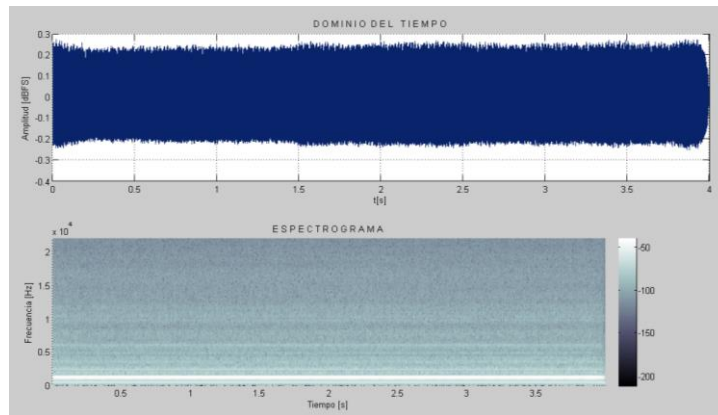 DOMINIO DEL TIEMPO
Amplitud [dBFS]
0.3
0.2
0.1
0
-0.1
-0.2
-0.3
-0.4
0 0.5 1 1.5 2 2.5 3 3.5 4
t[s]
ESPECTROGRAMA
x 10^4
Frecuencia [Hz]
2
1.5
1
0.5
0
0.5 1 1.5 2 2.5 3 3.5
Tiempo [s]
-50
-100
-150
-200